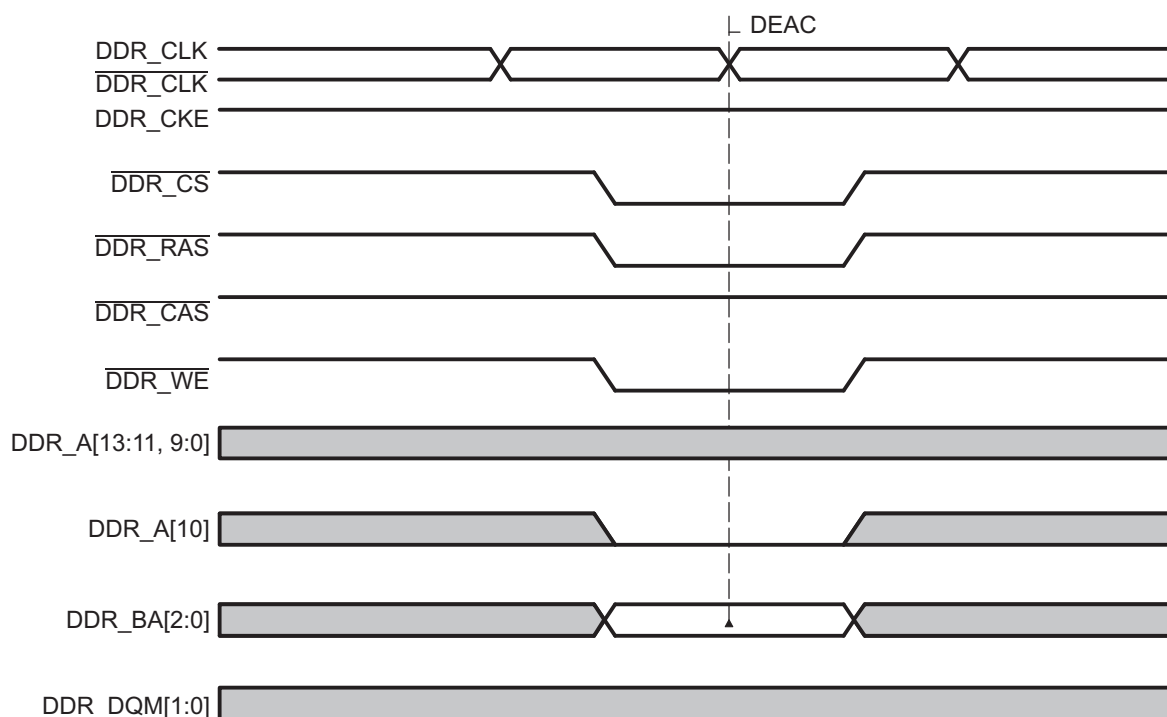 DEAC
DDR_CLK
DDR_CLK
DDR_CKE
DDR_CS
DDR_RAS
DDR_CAS
DDR_WE
DDR_A[13:11, 9:0]
DDR_A[10]
DDR_BA[2:0]
DDR_DQM[1:0]